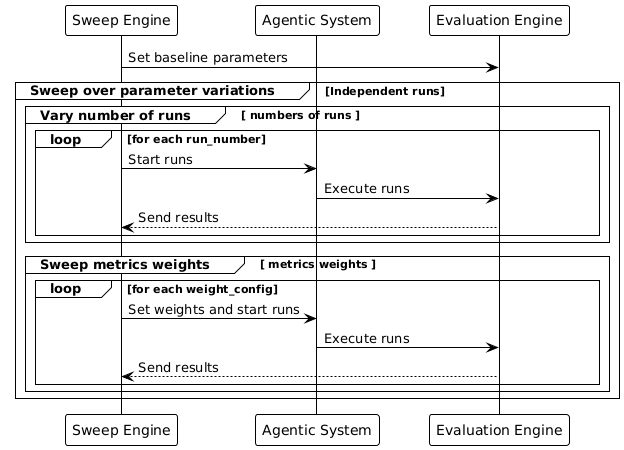 Sweep Engine Agentic System Evaluation Engine
Set baseline parameters
Sweep over parameter variations [Independent runs]
Vary number of runs [ numbers of runs ]
loop [for each run_number]
Start runs
Execute runs
Send results
Sweep metrics weights [ metrics weights ]
loop [for each weight_config]
Set weights and start runs
Execute runs
Send results
Sweep Engine Agentic System Evaluation Engine